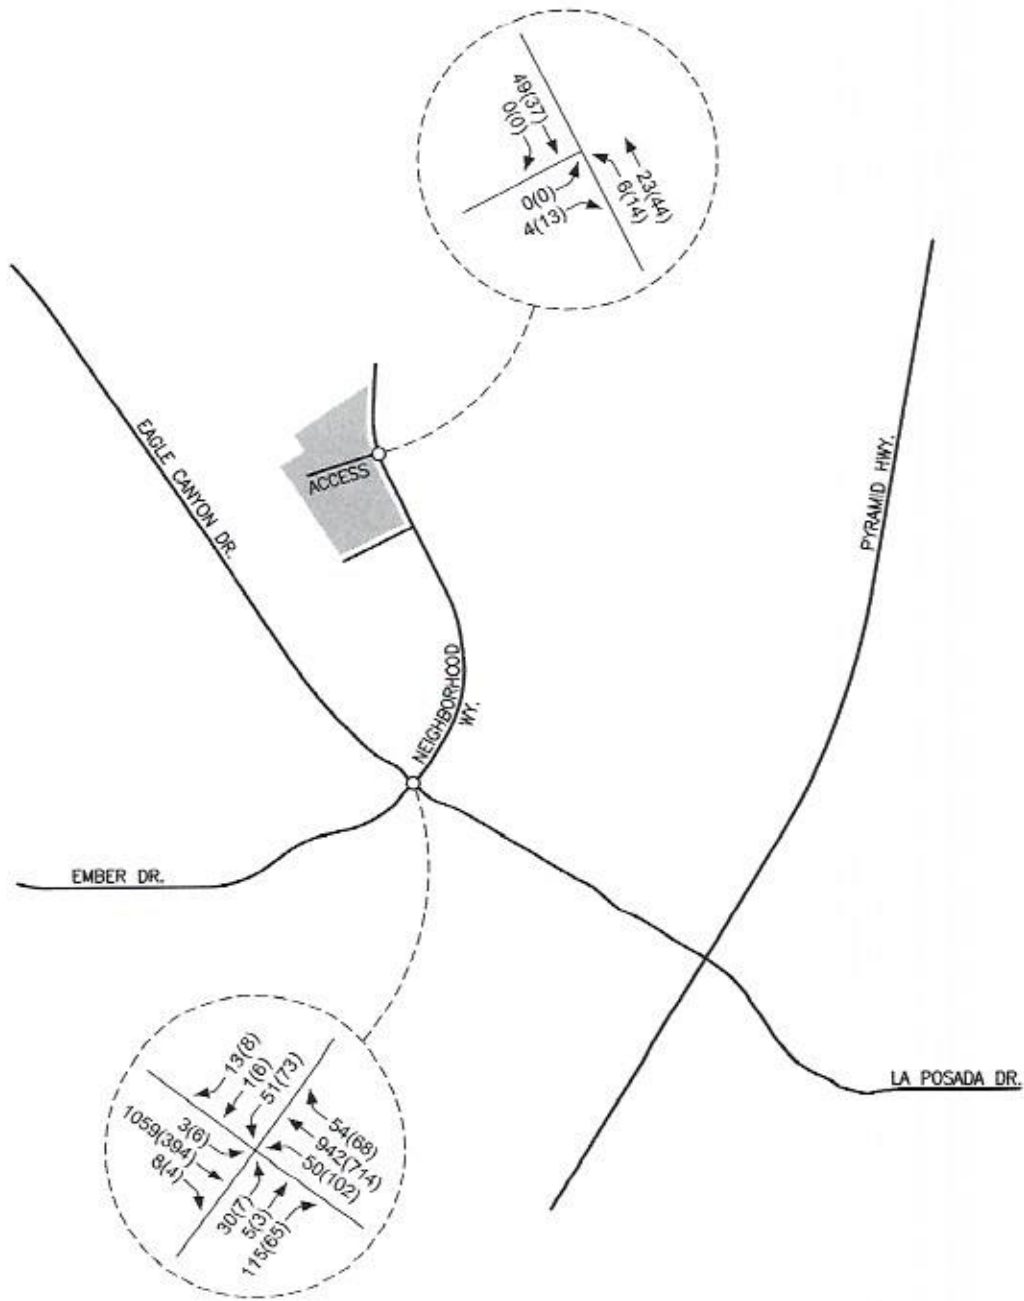 49(37)
0(0)
0(0)
4(13)
23(44)
6(14)
EAGLE CANYON DR.
ACCESS
PYRAMID HWY.
NEIGHBORHOOD
WY.
EMBER DR.
LA POSADA DR.
13(8)
1(6)
51(73)
3(6)
1059(394)
8(4)
54(68)
942(714)
50(102)
30(7)
5(3)
115(65)